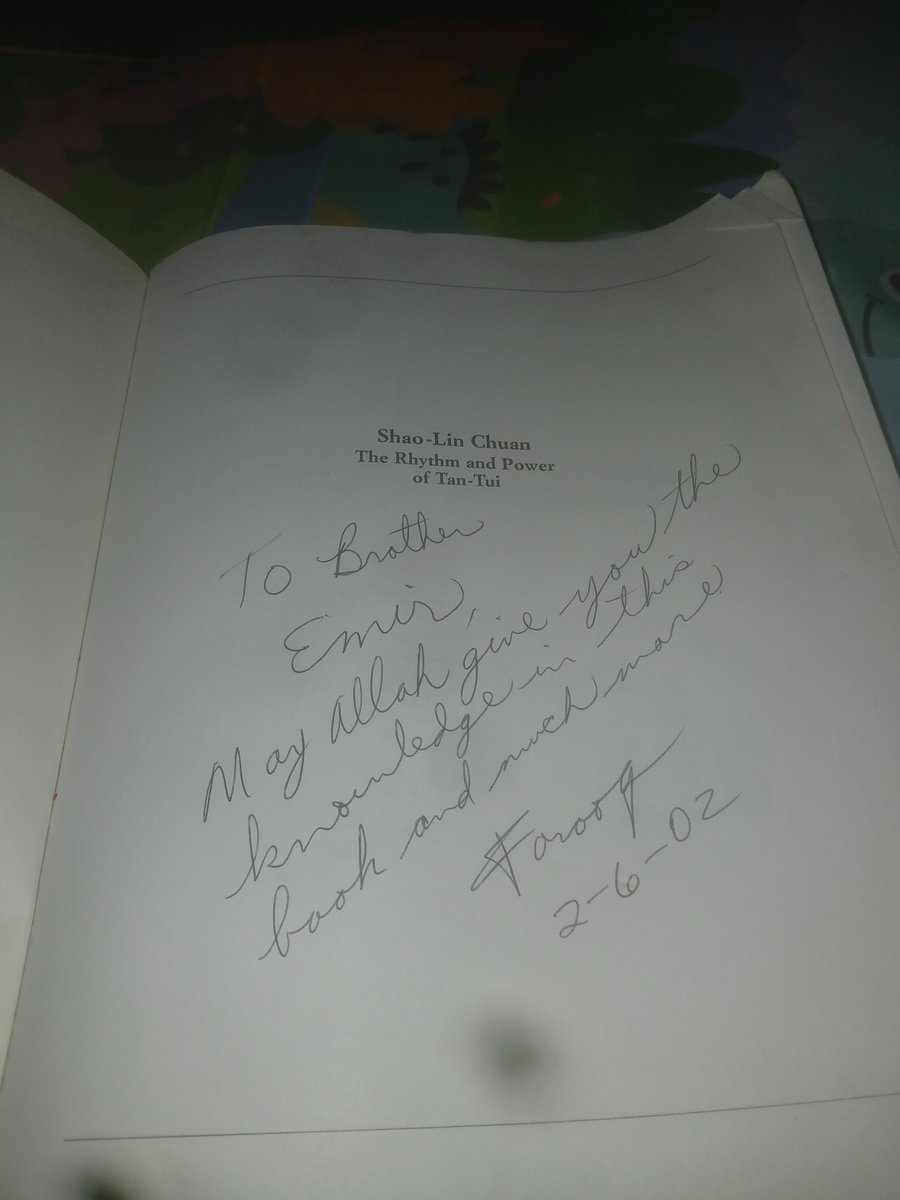 Shao-Lin Chuan
The Rhythm and Power
of Tan-Tui
To Brother
Emir,
May Allah give you the
knowledge in this
book and much more
Farooq
2-6-02